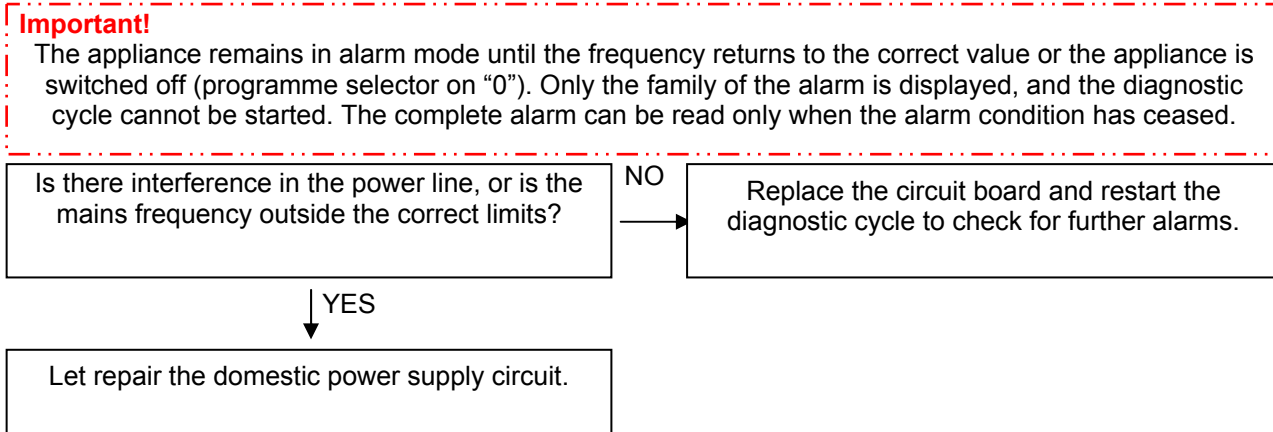 Important!
The appliance remains in alarm mode until the frequency returns to the correct value or the appliance is
switched off (programme selector on “0”). Only the family of the alarm is displayed, and the diagnostic
cycle cannot be started. The complete alarm can be read only when the alarm condition has ceased.
Is there interference in the power line, or is the
mains frequency outside the correct limits?
NO
Replace the circuit board and restart the
diagnostic cycle to check for further alarms.
YES
Let repair the domestic power supply circuit.